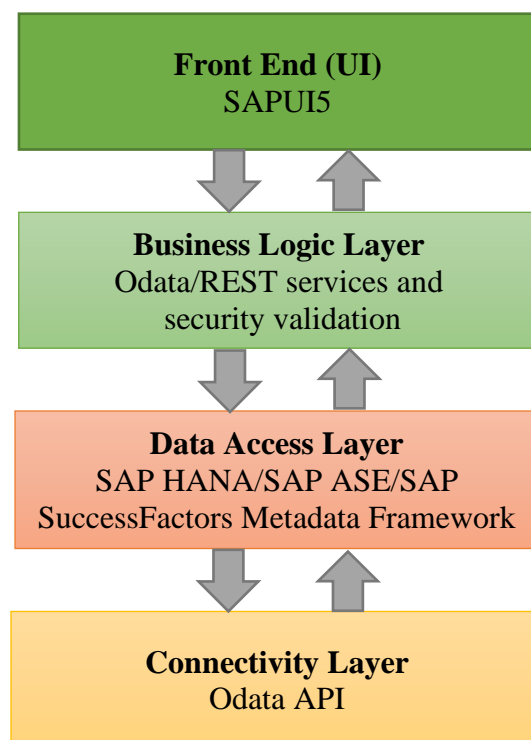 Front End (UI)
SAPUI5
Business Logic Layer
Odata/REST services and
security validation
Data Access Layer
SAP HANA/SAP ASE/SAP
SuccessFactors Metadata Framework
Connectivity Layer
Odata API